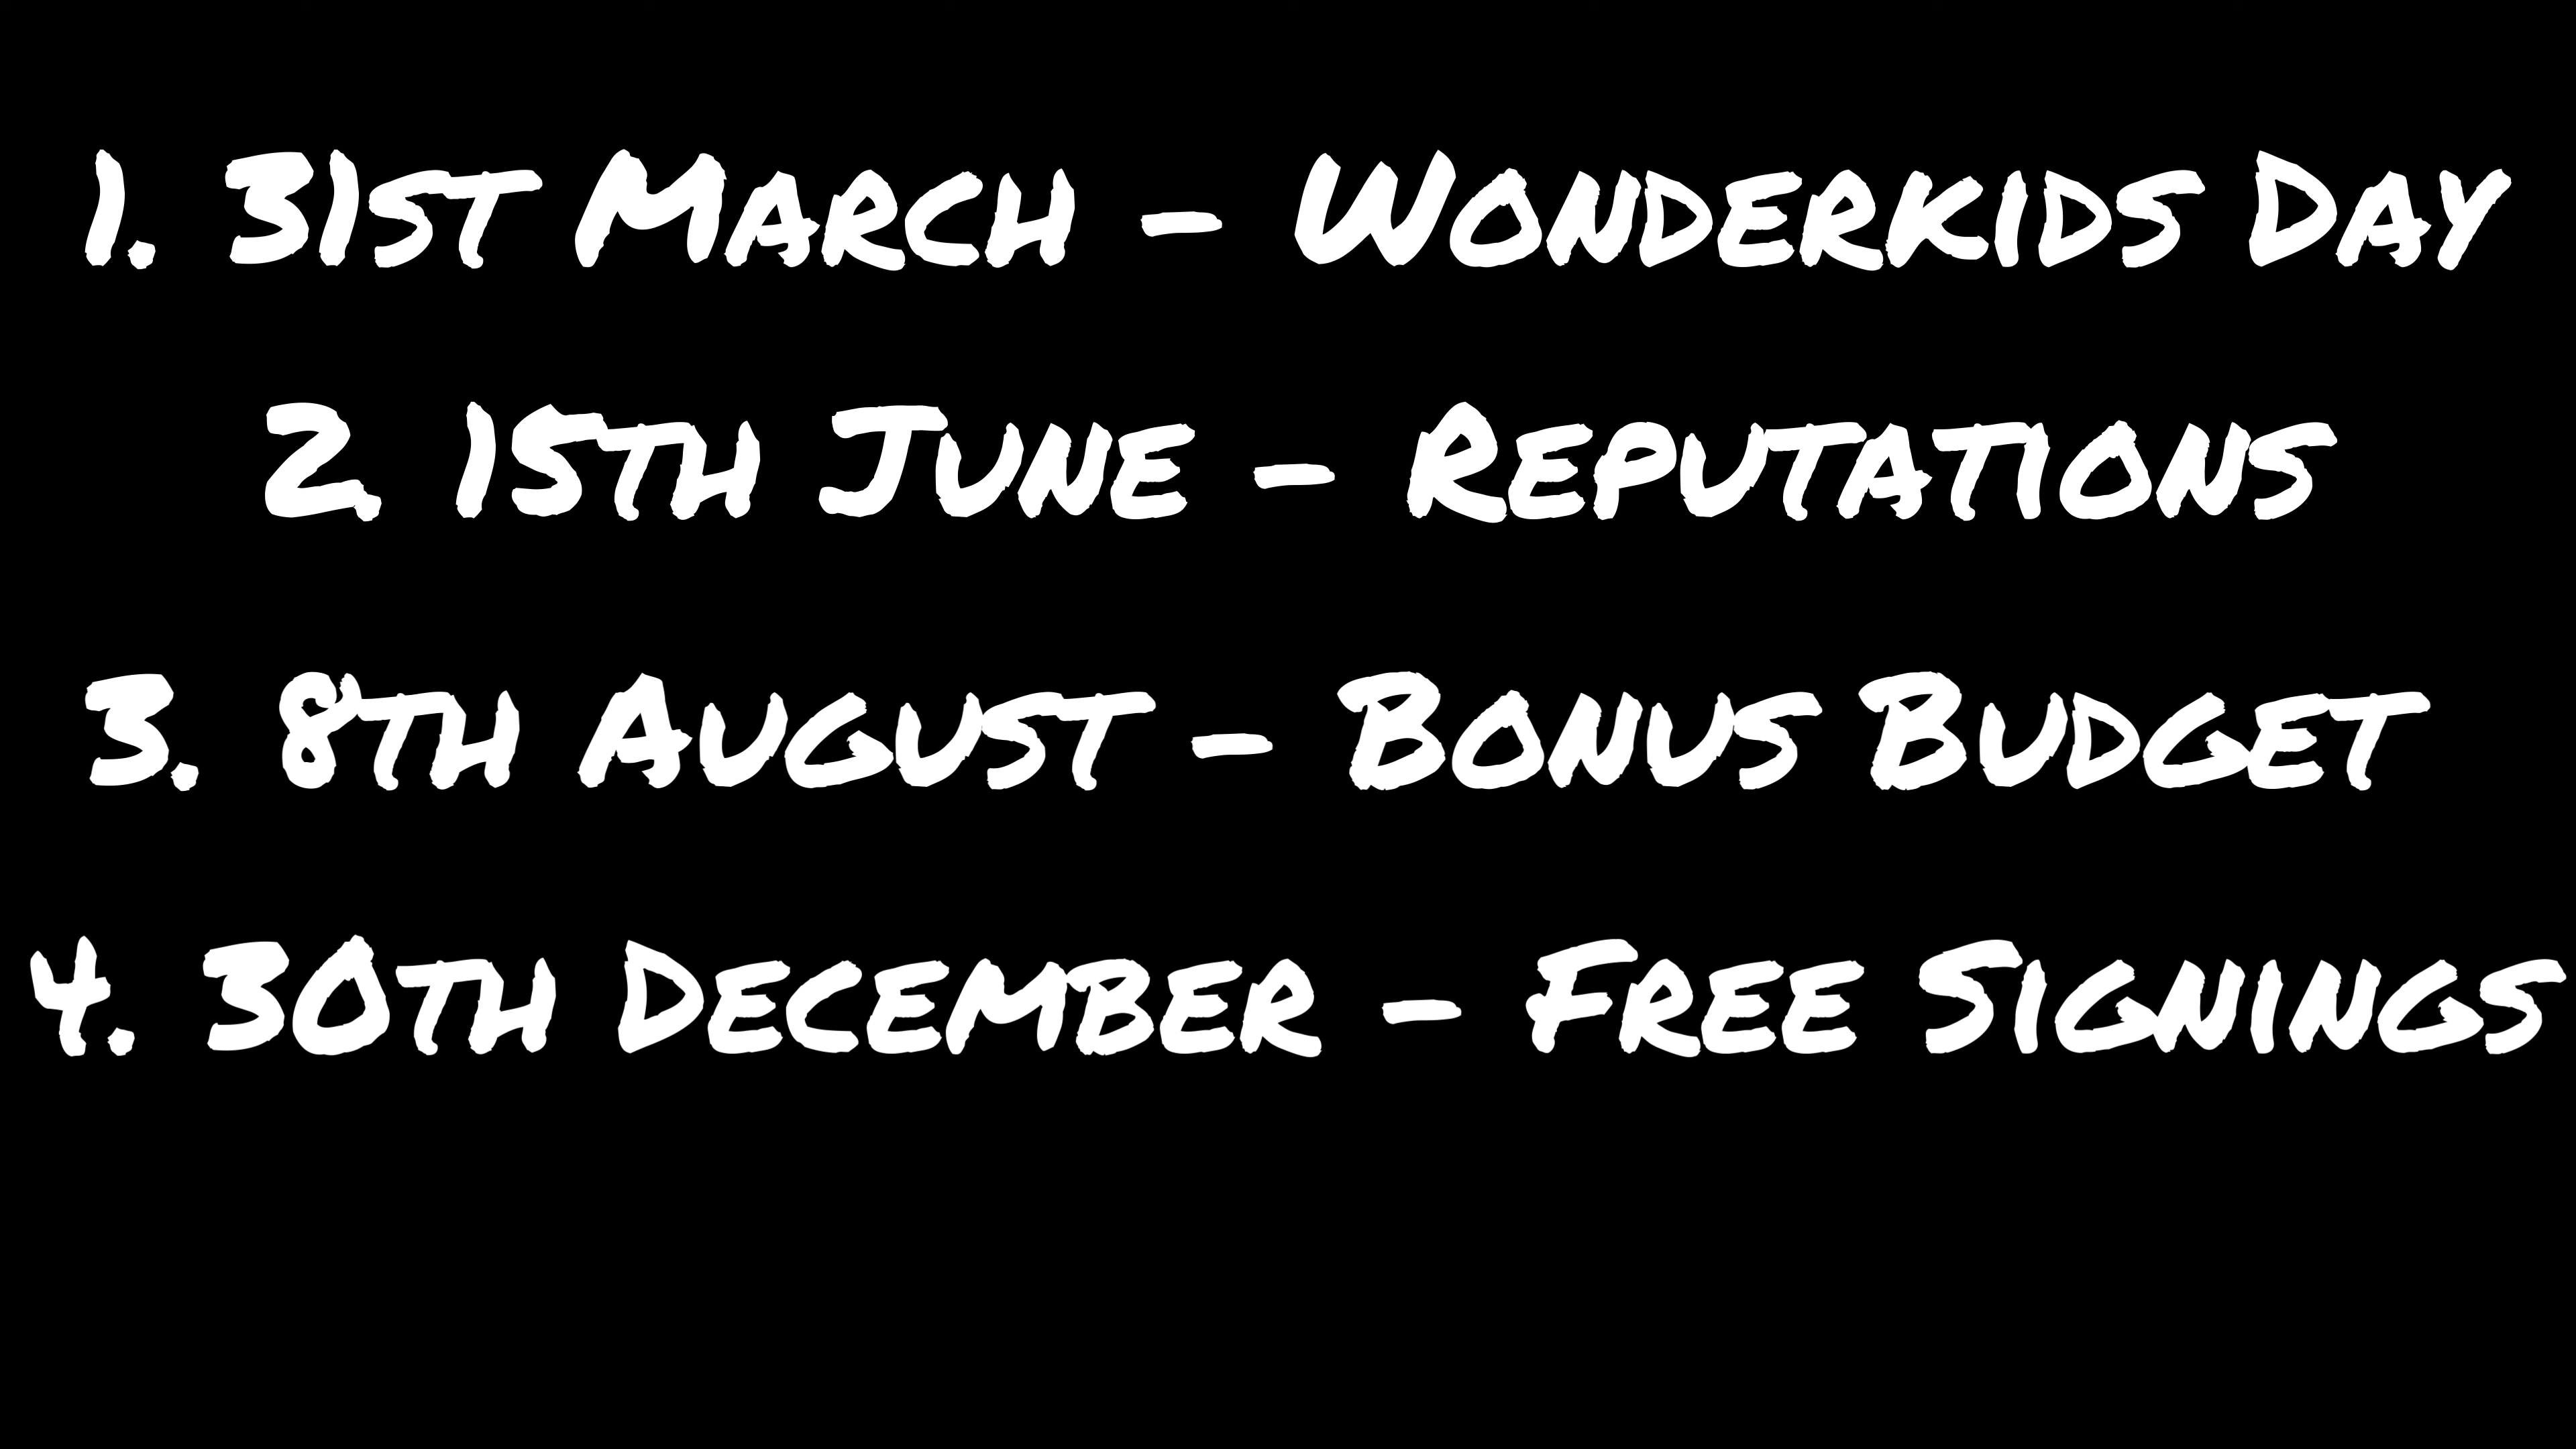 1. 31st March - Wonderkids Day
2. 15th June - Reputations
3. 8th August - Bonus Budget
4. 30th December - Free Signings